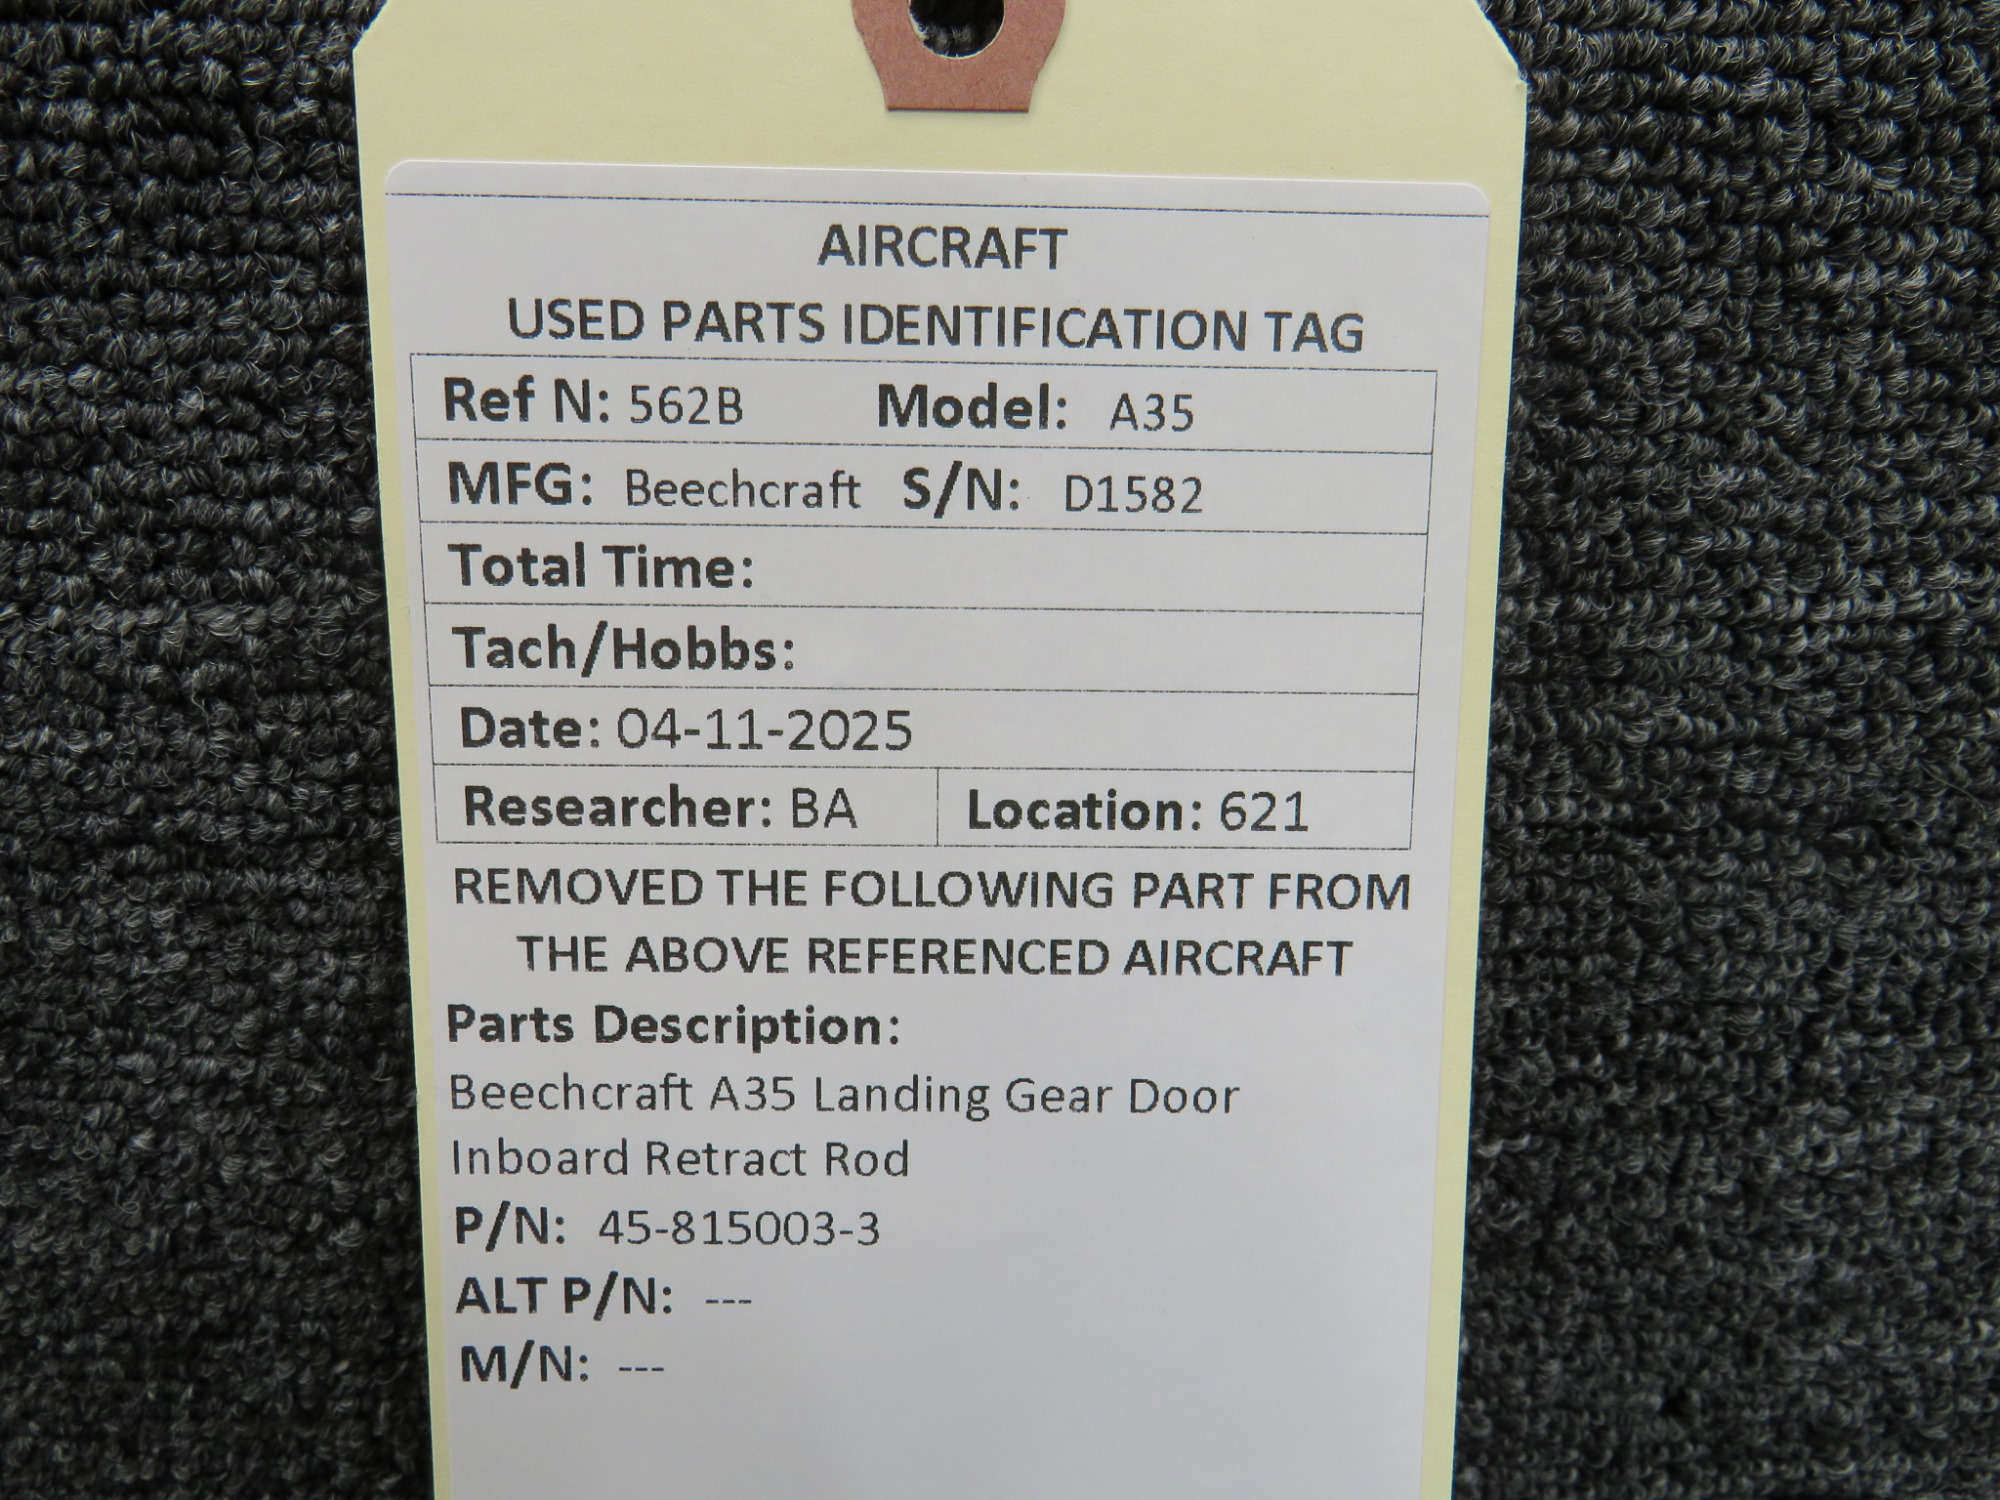 AIRCRAFT
USED PARTS IDENTIFICATION TAG
Ref N: 562B Model: A35
MFG: Beechcraft S/N: D1582
Total Time:
Tach/Hobbs:
Date: 04-11-2025
Researcher: BA Location: 621
REMOVED THE FOLLOWING PART FROM
THE ABOVE REFERENCED AIRCRAFT
Parts Description:
Beechcraft A35 Landing Gear Door
Inboard Retract Rod
P/N: 45-815003-3
ALT P/N: ---
M/N: ---